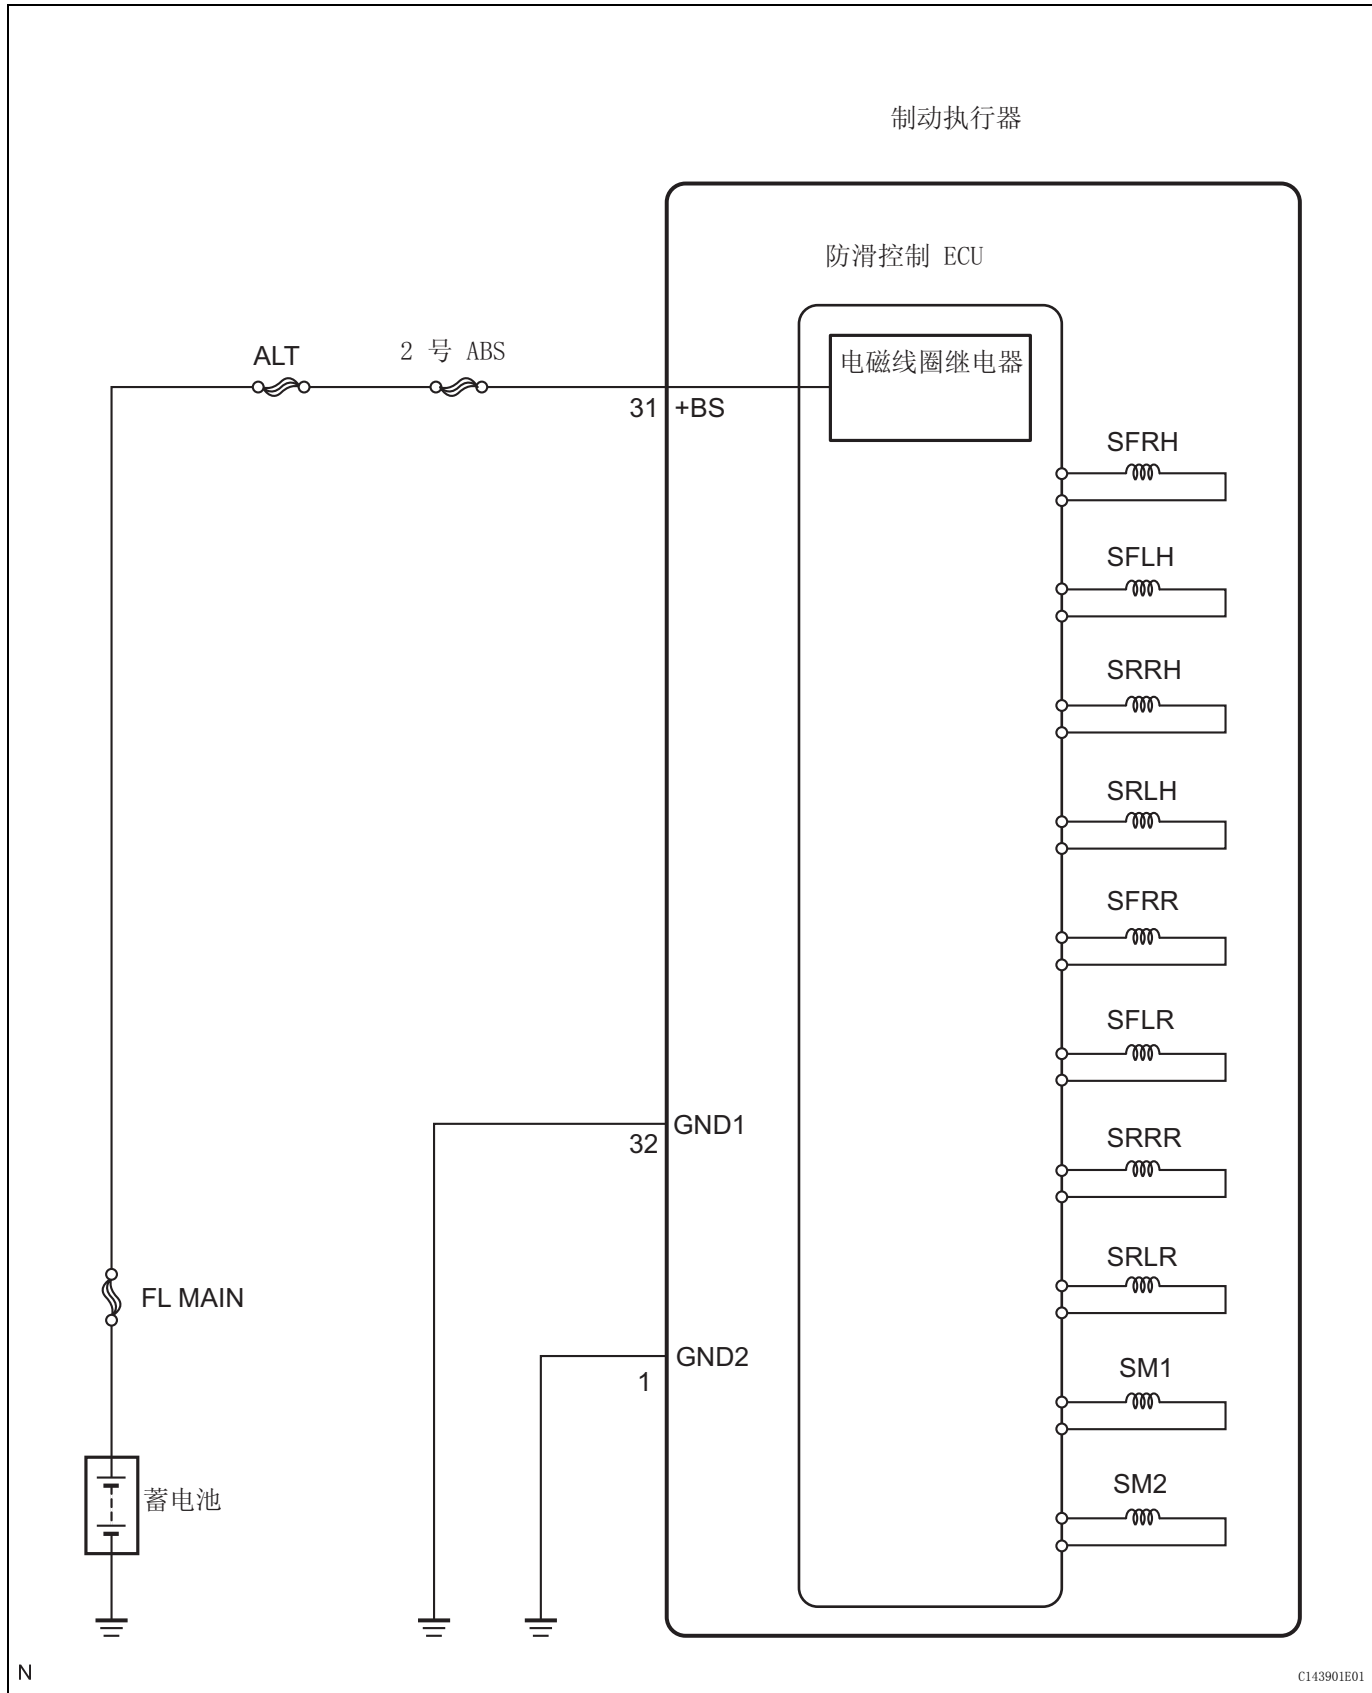 制动执行器
防滑控制 ECU
ALT
2 号 ABS
电磁线圈继电器
31
+BS
SFRH
SFLH
SRRH
SRLH
SFRR
SFLR
GND1
32
SRRR
SRLR
FL MAIN
GND2
1
SM1
SM2
蓄电池
N
C143901E01